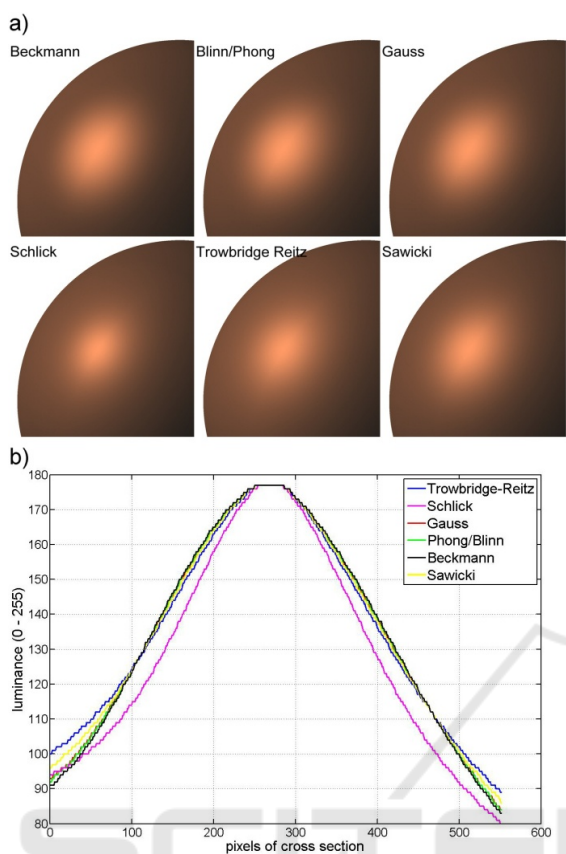 a)
Beckmann Blinn/Phong Gauss
Schlick Trowbridge Reitz Sawicki
b)
180
170
160
150
140
130
120
110
100
90
80
luminance (0 - 255)
Trowbridge-Reitz
Schlick
Gauss
Phong/Blinn
Beckmann
Sawicki
0 100 200 300 400 500 600
pixels of cross section